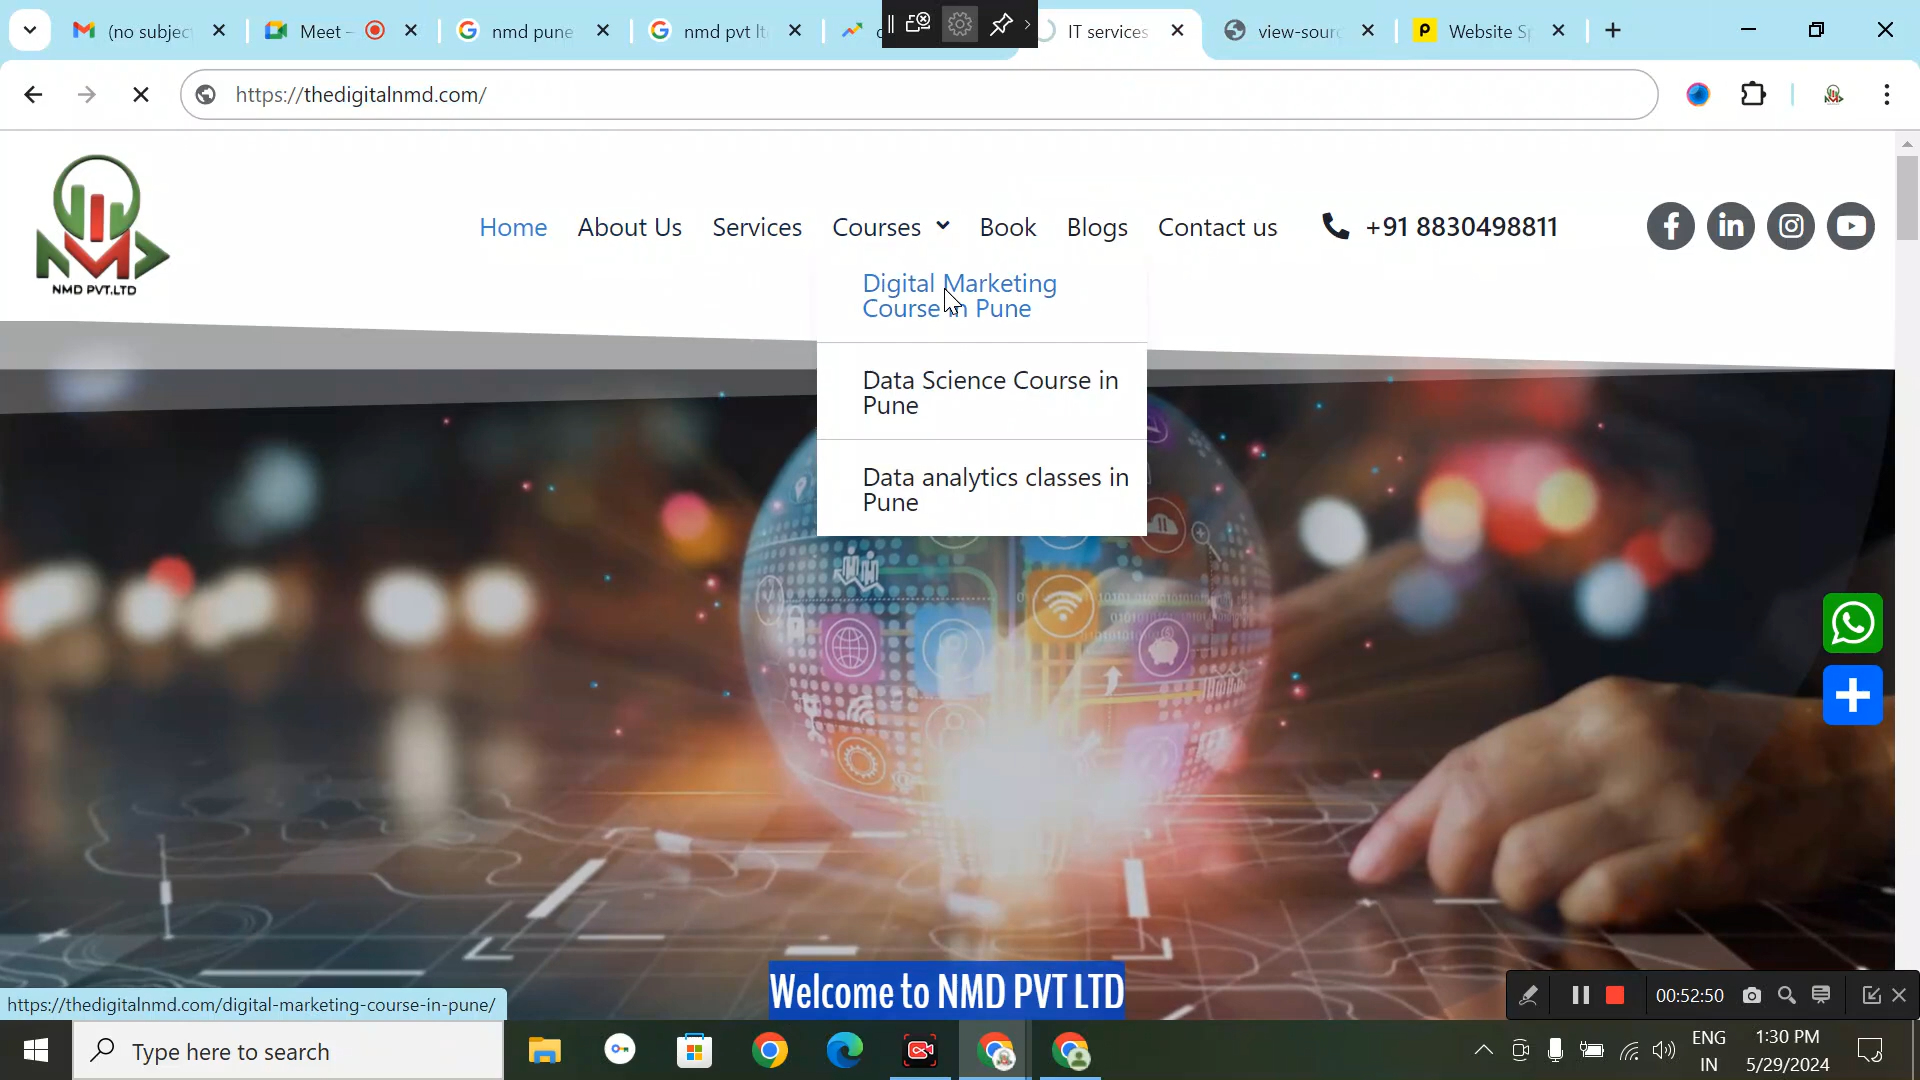 (no subjec
Meet –
nmd pune
nmd pvt lt
IT services
view-sour
Website Sp
https://thedigitalnmd.com/
NMD PVT.LTD
Home
About Us
Services
Courses
Book
Blogs
Contact us
+91 8830498811
Digital Marketing
Course in Pune
Data Science Course in
Pune
Data analytics classes in
Pune
Welcome to NMD PVT LTD
https://thedigitalnmd.com/digital-marketing-course-in-pune/
00:52:50
Type here to search
ENG
IN
1:30 PM
5/29/2024